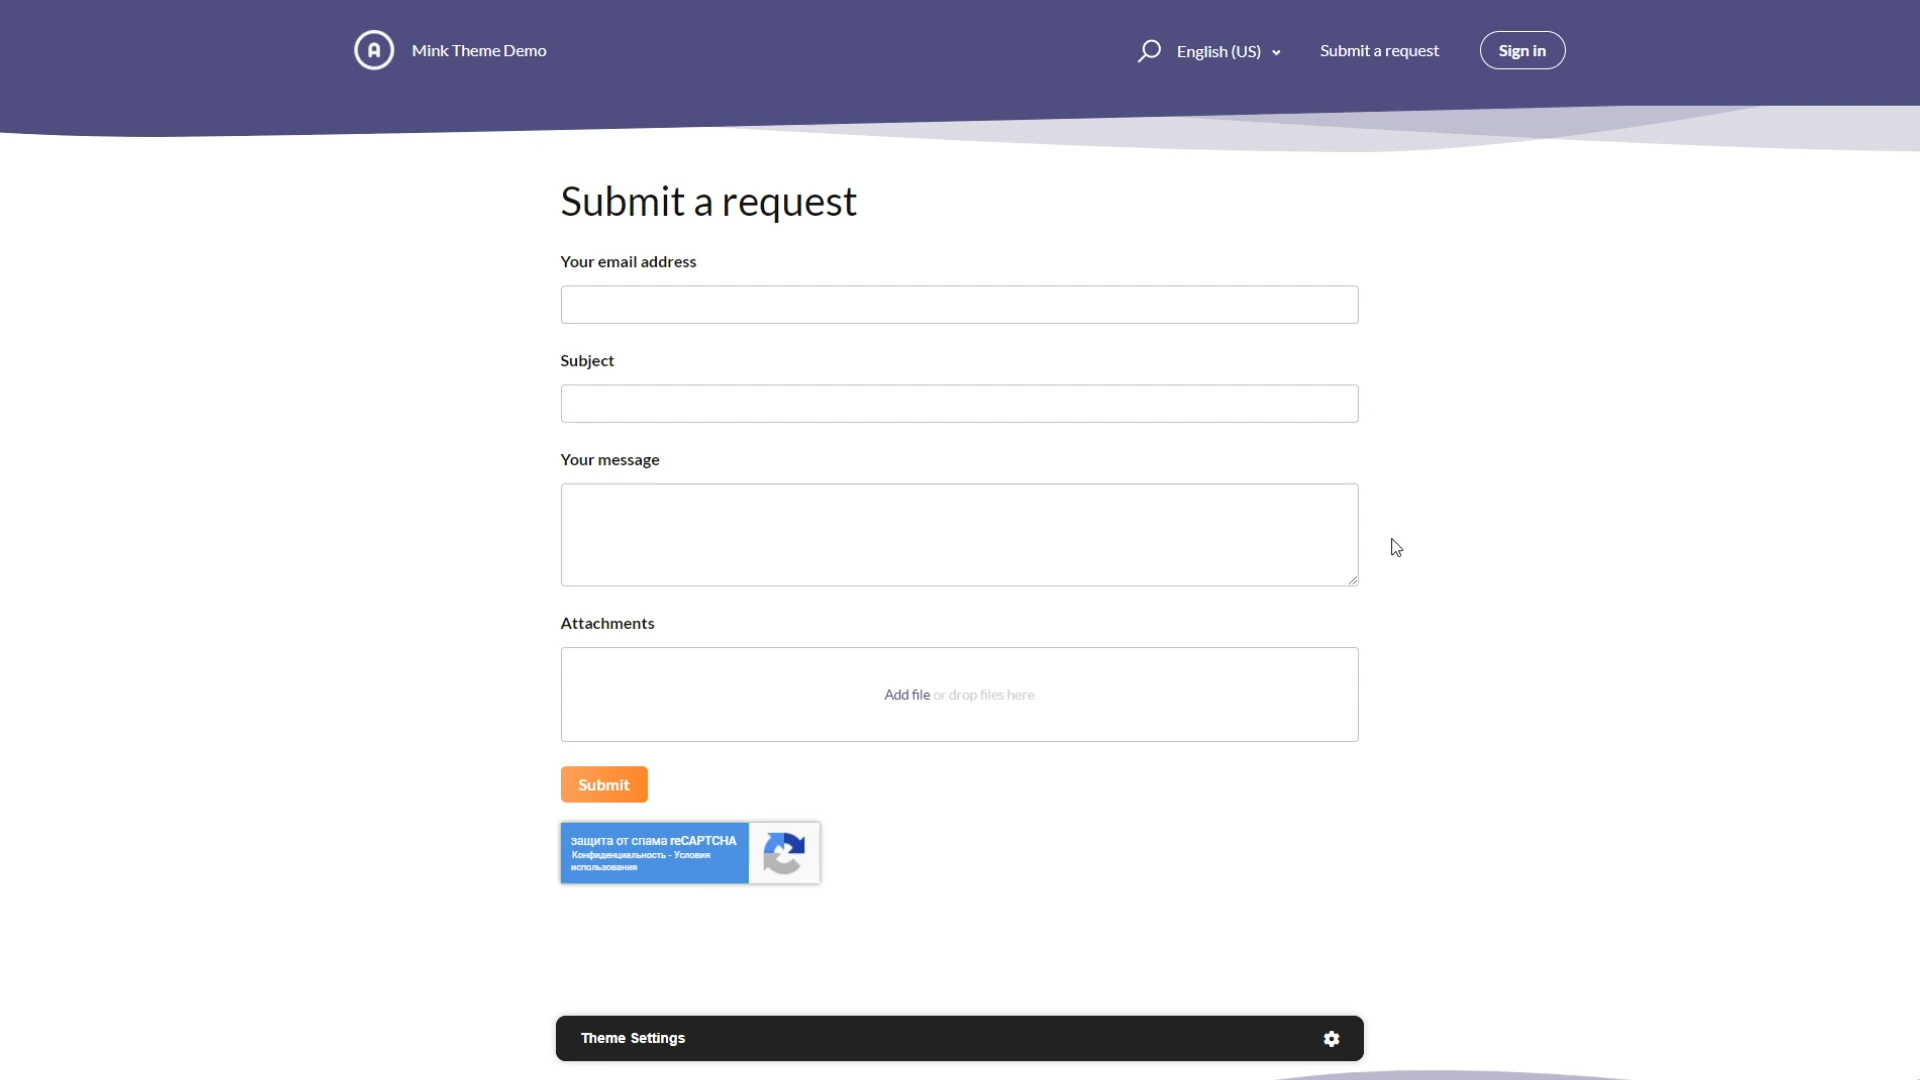 A
Mink Theme Demo
English (US)
Submit a request
Sign in
Submit a request
Your email address
Subject
Your message
Attachments
Add file or drop files here
Submit
защита от спама reCAPTCHA
Конфиденциальность - Условия
использования
Theme Settings